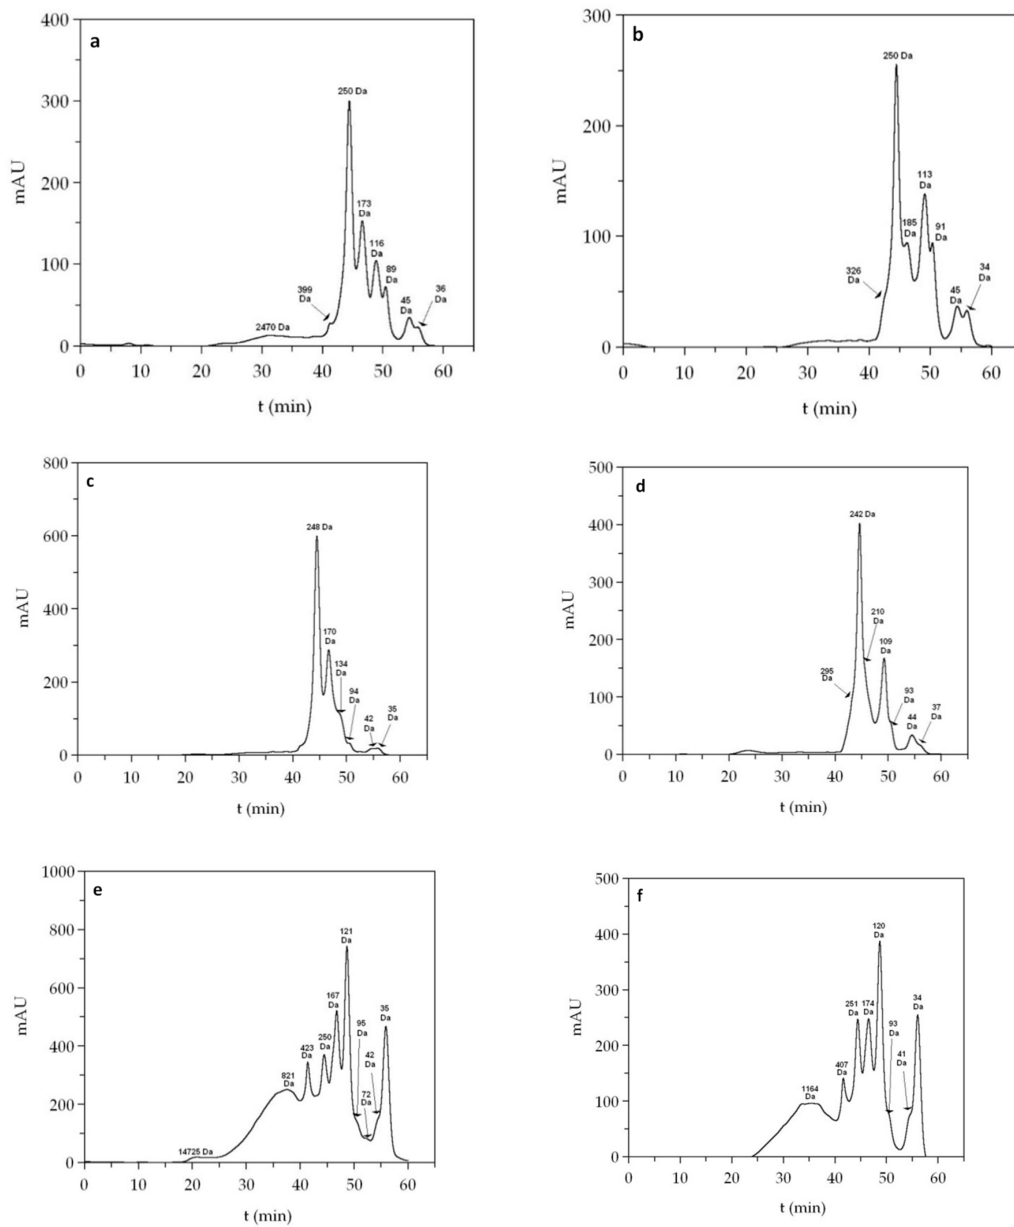 a
400
300
200
100
0
mAU
250 Da
173
Da
116
Da
89
Da
399
Da
2470 Da
45
Da
36
Da
0 10 20 30 40 50 60
t (min)
b
300
200
100
0
mAU
250 Da
113
Da
185
Da
91
Da
326
Da
45
Da
34
Da
0 10 20 30 40 50 60
t (min)
c
800
600
400
200
0
mAU
248 Da
170
Da
134
Da
94
Da
42
Da
35
Da
0 10 20 30 40 50 60
t (min)
d
500
400
300
200
100
0
mAU
242 Da
210
Da
109
Da
295
Da
93
Da
44
Da
37
Da
0 10 20 30 40 50 60
t (min)
e
1000
800
600
400
200
0
mAU
121
Da
167
Da
95
Da
35
Da
250
Da
423
Da
42
Da
821
Da
72
Da
14725 Da
0 10 20 30 40 50 60
t (min)
f
500
400
300
200
100
0
mAU
120
Da
251
Da
174
Da
34
Da
93
Da
407
Da
41
Da
1164
Da
0 10 20 30 40 50 60
t (min)